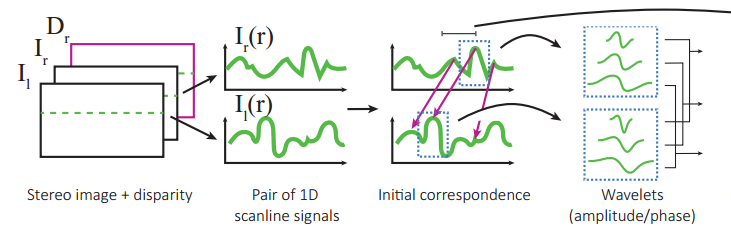 D_r
I_r
I_l
I_r(r)
I_l(r)
Stereo image + disparity
Pair of 1D
scanline signals
Initial correspondence
Wavelets
(amplitude/phase)